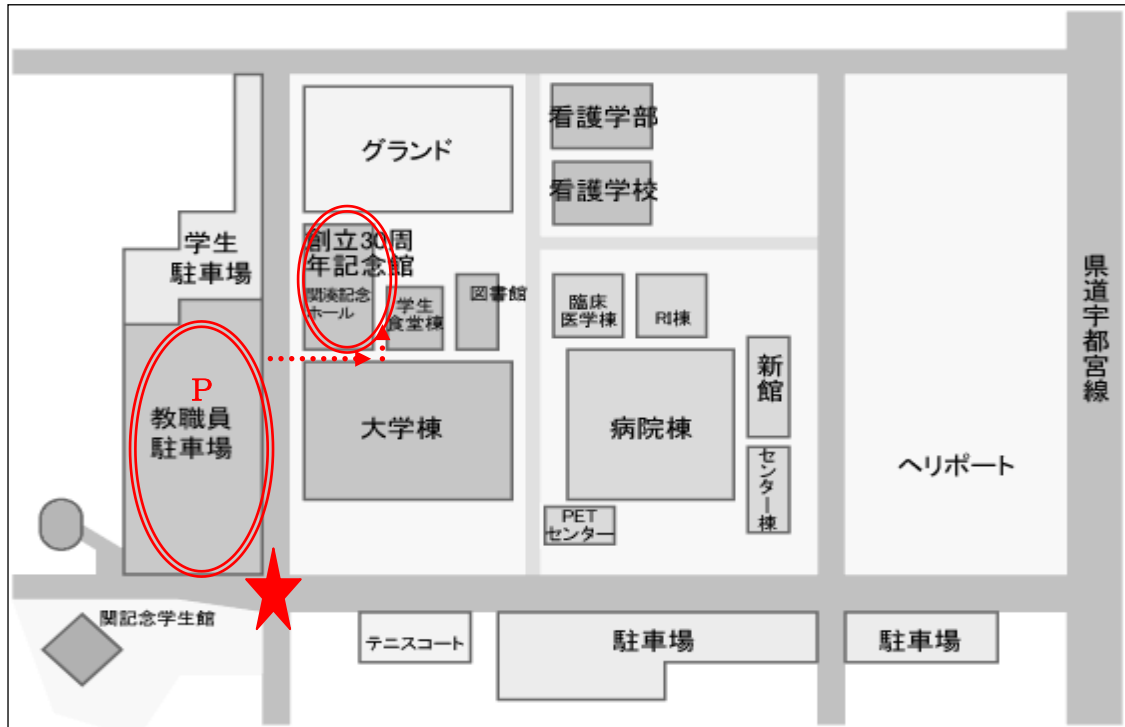 看護学部
グランド
看護学校
学生
駐車場
創立30周
年記念館
関湊記念
ホール
学生
食堂棟
図書館
臨床
医学棟
RI棟
県道宇都宮線
P
教職員
駐車場
大学棟
病院棟
新館
センター棟
ヘリポート
PET
センター
関記念学生館
テニスコート
駐車場
駐車場